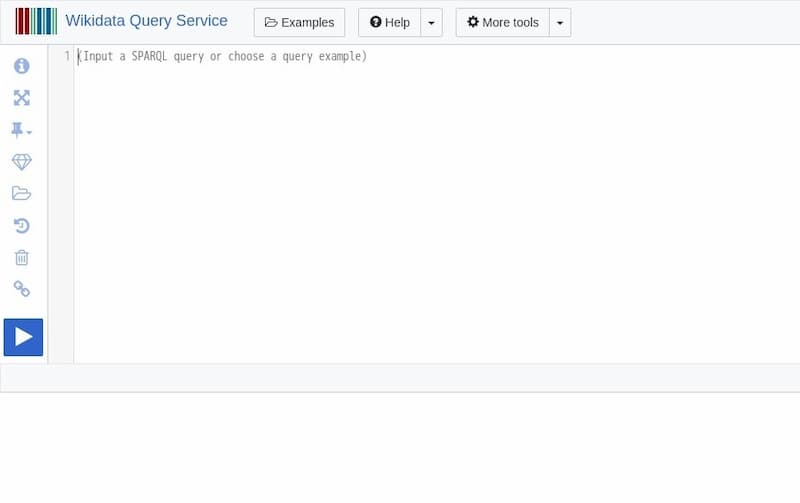 Wikidata Query Service Examples Help More tools
1 (Input a SPARQL query or choose a query example)